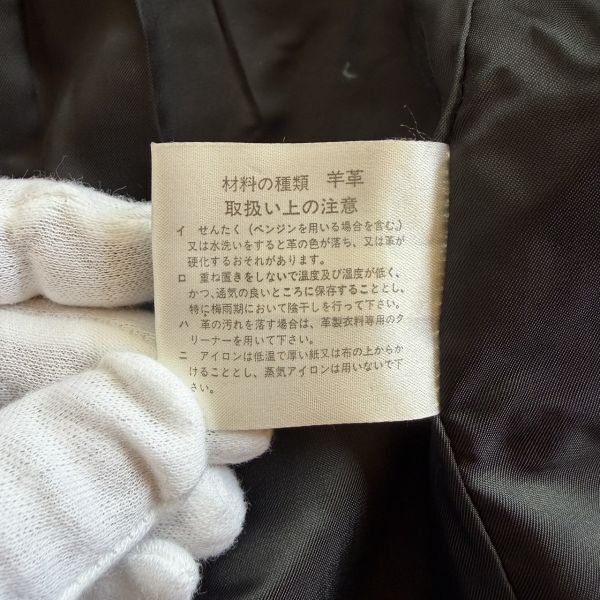 材料の種類 羊革
取扱い上の注意
イ せんたく(ベンジンを用いる場合を含む。)
又は水洗いをすると革の色が落ち、又は革が
硬化するおそれがあります。
ロ 重ね置きをしないで温度及び湿度が低く、
かつ、通気の良いところに保存することとし、
特に梅雨期において陰干しを行って下さい。
ハ 革の汚れを落す場合は、革製衣料専用のク
リーナーを用いて下さい。
ニ アイロンは低温で厚い紙又は布の上からか
けることとし、蒸気アイロンは用いないで下
さい。